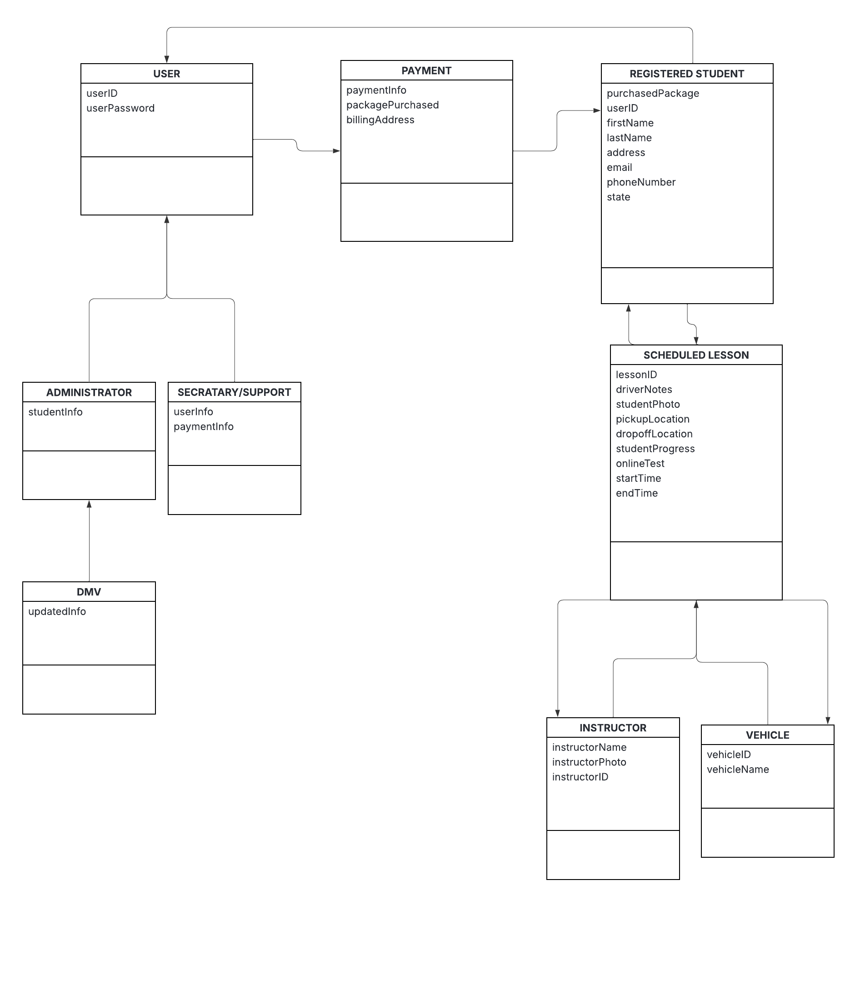 USER
userID
userPassword
PAYMENT
paymentInfo
packagePurchased
billingAddress
REGISTERED STUDENT
purchasedPackage
userID
firstName
lastName
address
email
phoneNumber
state
ADMINISTRATOR
studentInfo
SECRATARY/SUPPORT
userInfo
paymentInfo
SCHEDULED LESSON
lessonID
driverNotes
studentPhoto
pickupLocation
dropoffLocation
studentProgress
onlineTest
startTime
endTime
DMV
updatedInfo
INSTRUCTOR
instructorName
instructorPhoto
instructorID
VEHICLE
vehicleID
vehicleName